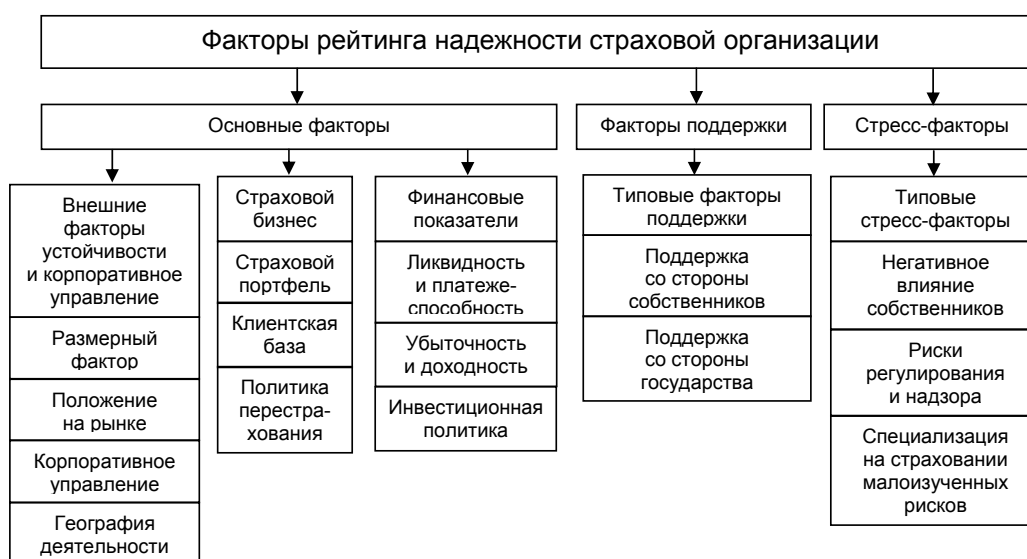 Факторы рейтинга надежности страховой организации
Основные факторы
Факторы поддержки
Стресс-факторы
Внешние
факторы
устойчивости
и корпоративное
управление
Размерный
фактор
Положение
на рынке
Корпоративное
управление
География
деятельности
Страховой
бизнес
Страховой
портфель
Клиентская
база
Политика
перестра-
хования
Финансовые
показатели
Ликвидность
и платеже-
способность
Убыточность
и доходность
Инвестиционная
политика
Типовые факторы
поддержки
Поддержка
со стороны
собственников
Поддержка
со стороны
государства
Типовые
стресс-факторы
Негативное
влияние
собственников
Риски
регулирования
и надзора
Специализация
на страховании
малоизученных
рисков